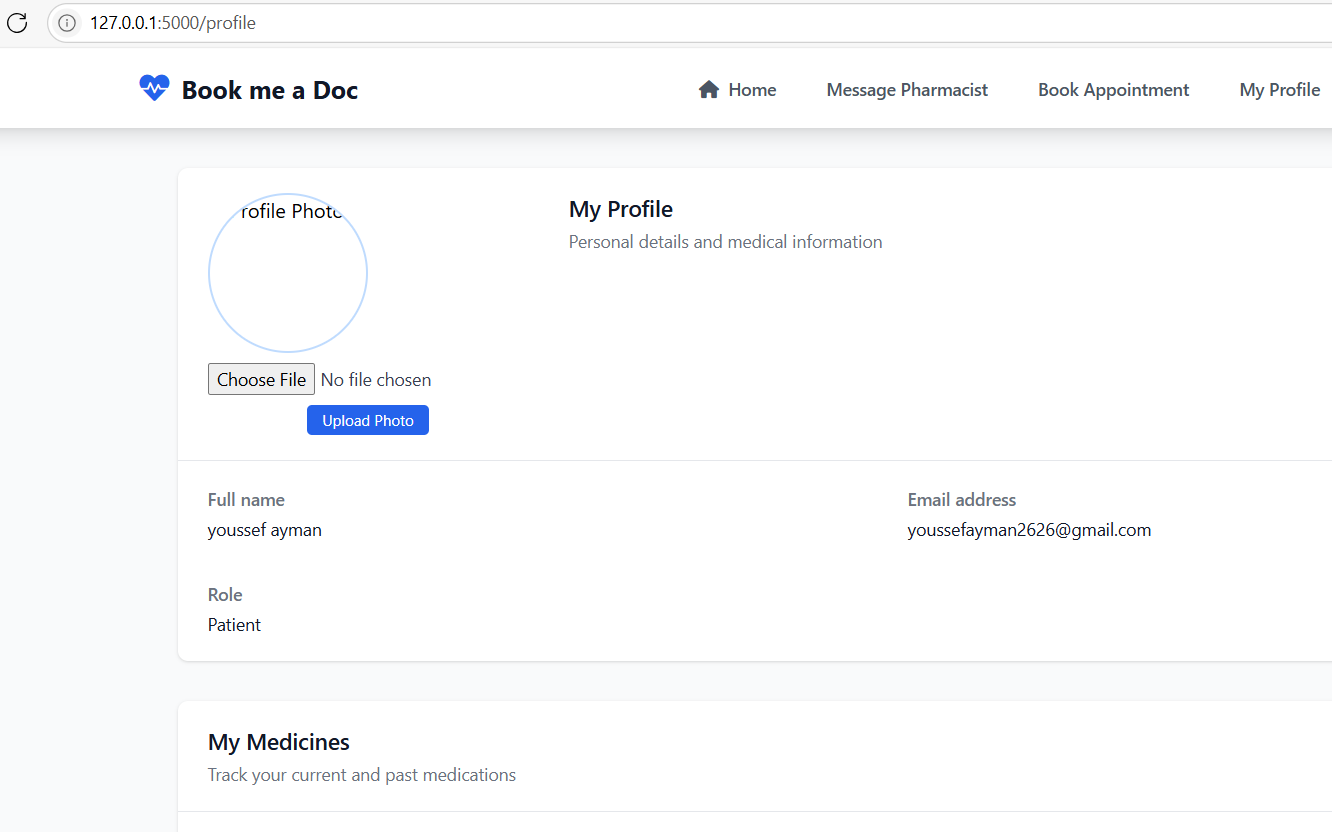 127.0.0.1:5000/profile
Book me a Doc
Home Message Pharmacist Book Appointment My Profile
rofile Photo
My Profile
Personal details and medical information
Choose File No file chosen
Upload Photo
Full name
youssef ayman
Email address
youssefayman2626@gmail.com
Role
Patient
My Medicines
Track your current and past medications